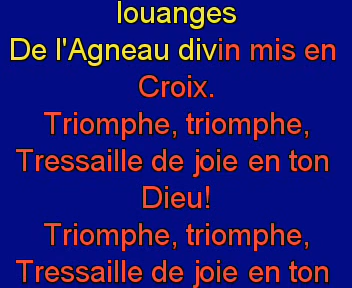 louanges
De l'Agneau divin mis en
Croix.
Triomphe, triomphe,
Tressaille de joie en ton
Dieu!
Triomphe, triomphe,
Tressaille de joie en ton